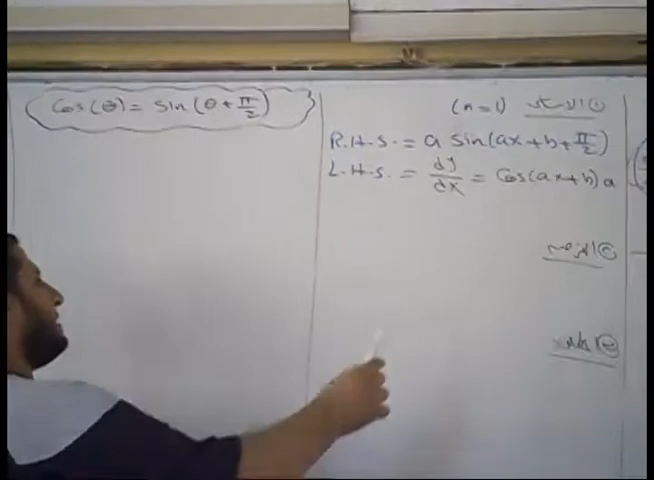 Cos(θ) = sin(θ + π/2)
(n=1)
R.H.S. = a sin(ax+b+π/2)
L.H.S. = dy/dx = Cos(ax+b) a